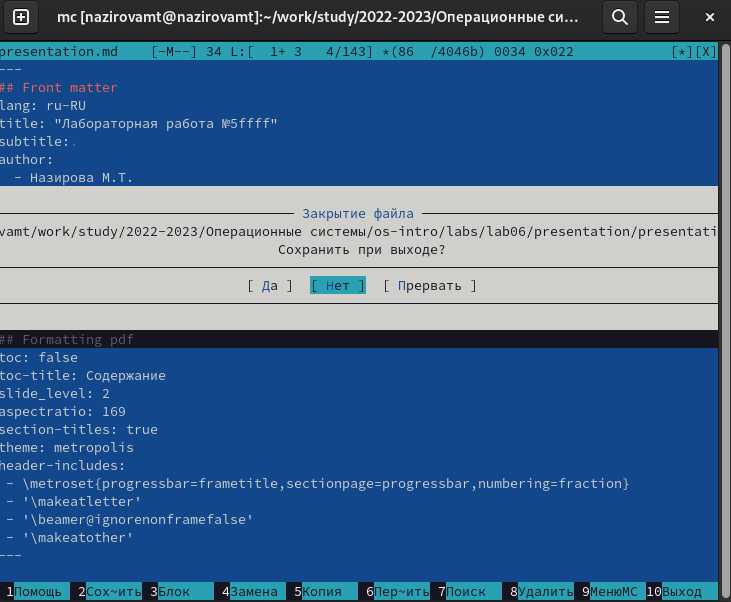 mc [nazirovamt@nazirovamt]:~/work/study/2022-2023/Операционные си...
presentation.md [-M--] 34 L:[ 1+ 3 4/143] *(86 /4046b) 0034 0x022 [*][X]
---
## Front matter
lang: ru-RU
title: "Лабораторная работа №5ffff"
subtitle:.
author:
- Назирова М.Т.
Закрытие файла
vamt/work/study/2022-2023/Операционные системы/os-intro/labs/lab06/presentation/presentati
Сохранить при выходе?
[ Да ] [ Нет ] [ Прервать ]
## Formatting pdf
toc: false
toc-title: Содержание
slide_level: 2
aspectratio: 169
section-titles: true
theme: metropolis
header-includes:
- \metroset{progressbar=frametitle,sectionpage=progressbar,numbering=fraction}
- '\makeatletter'
- '\beamer@ignorenonframefalse'
- '\makeatother'
---
1Помощь 2Сох~ить 3Блок 4Замена 5Копия 6Пер~ить 7Поиск 8Удалить 9МенюМС 10Выход